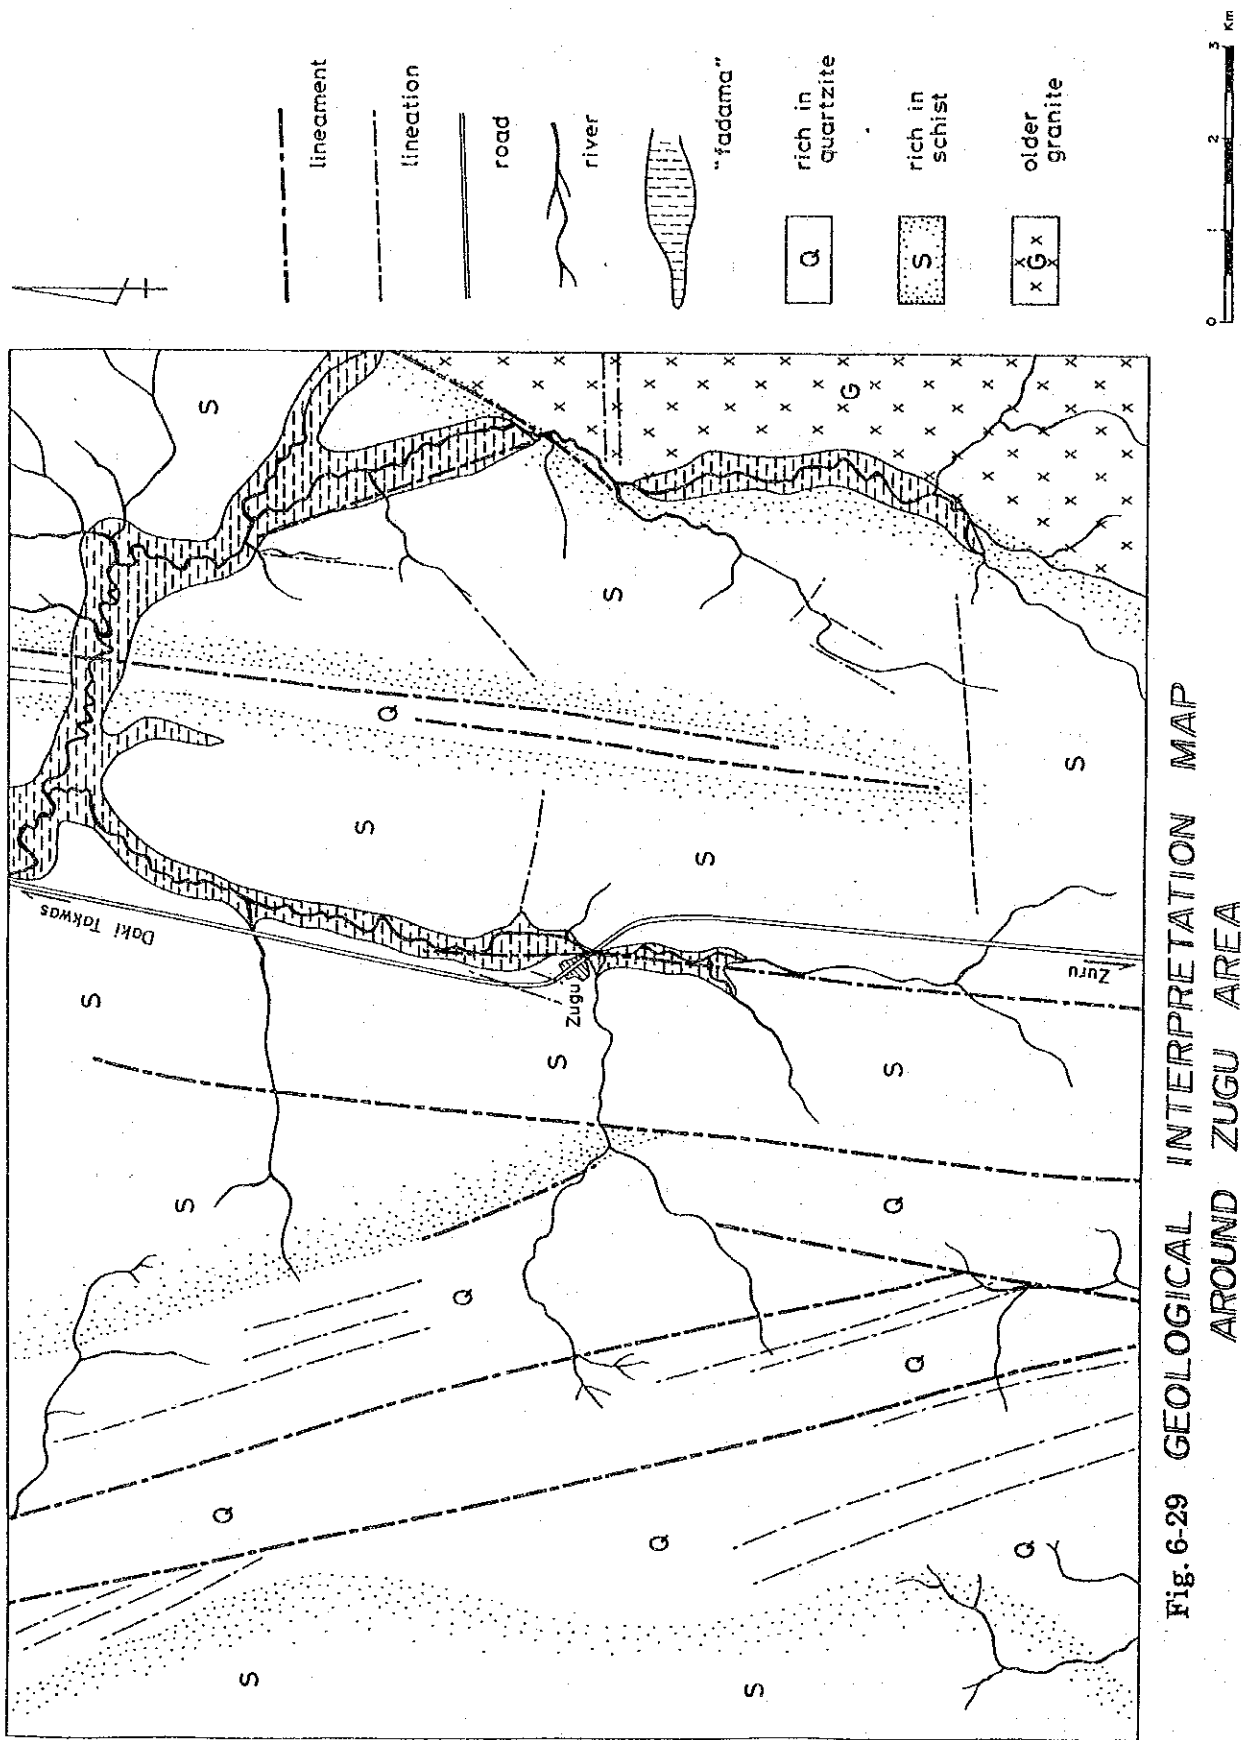 lineament
lineation
road
river
"fadama"
Q
rich in
quartzite
S
rich in
schist
G
older
granite
0 1 2 3 Km
S
S
Daki Takwas
S
Q
S
G
S
S
Zugu
S
S
S
Zuru
S
Q
Q
Q
Q
Q
Q
S
S
Fig. 6-29 GEOLOGICAL INTERPRETATION MAP
AROUND ZUGU AREA